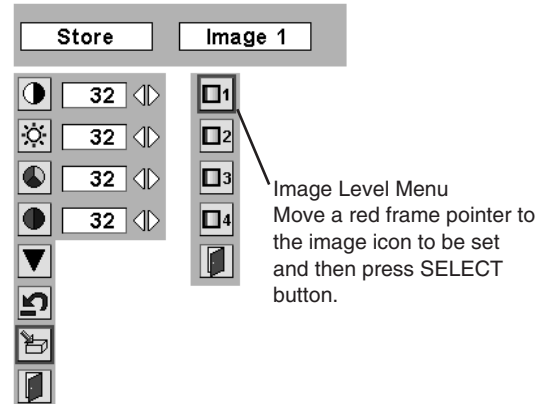 Store Image 1
32 1
32 2
32 3
32 4
Image Level Menu
Move a red frame pointer to
the image icon to be set
and then press SELECT
button.